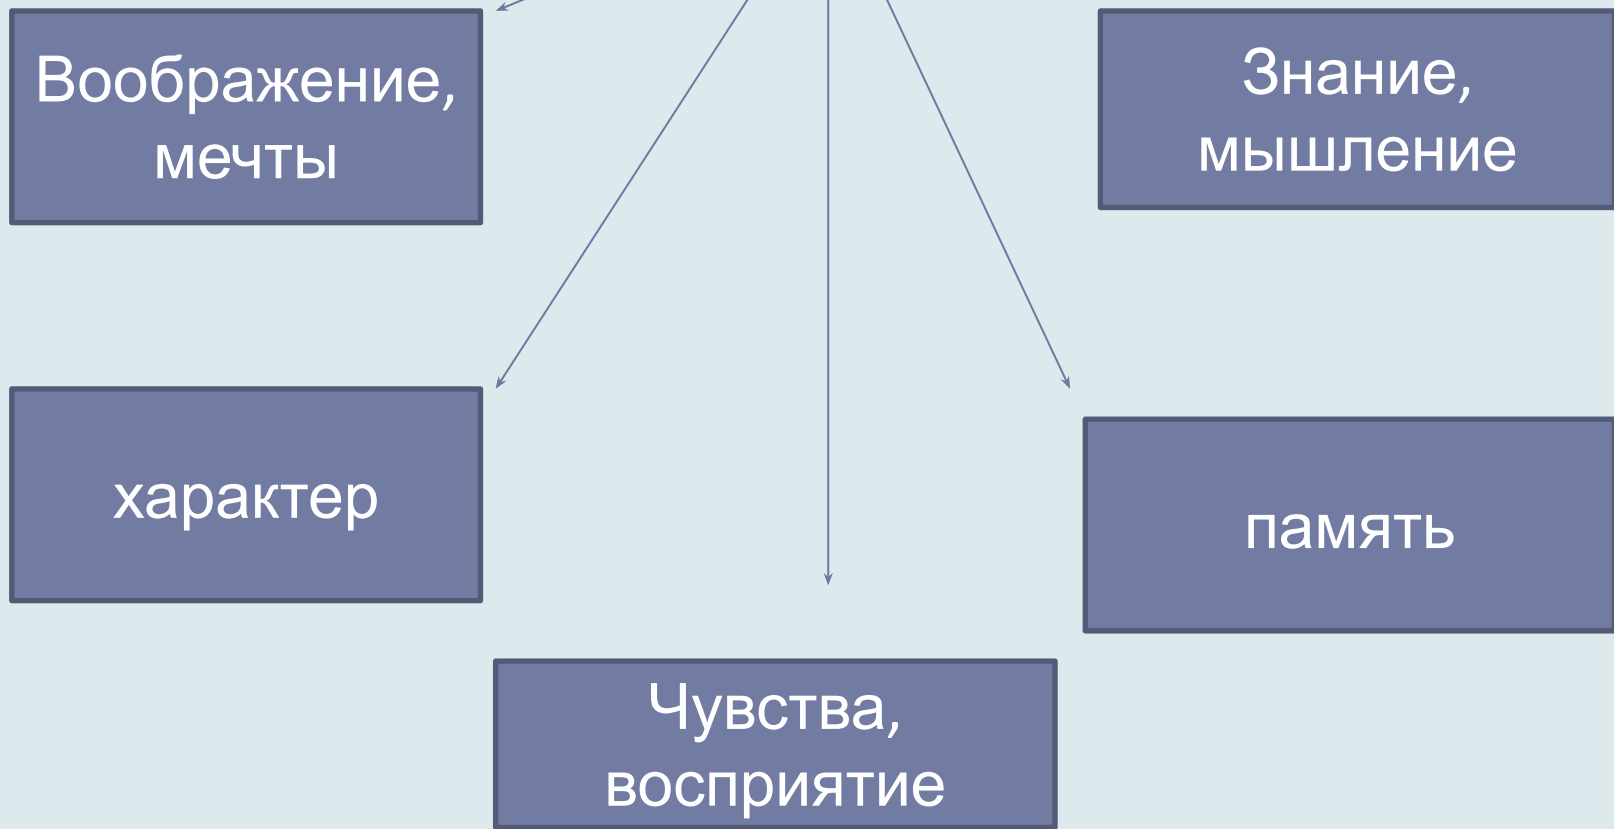 Воображение,
мечты
Знание,
мышление
характер
память
Чувства,
восприятие